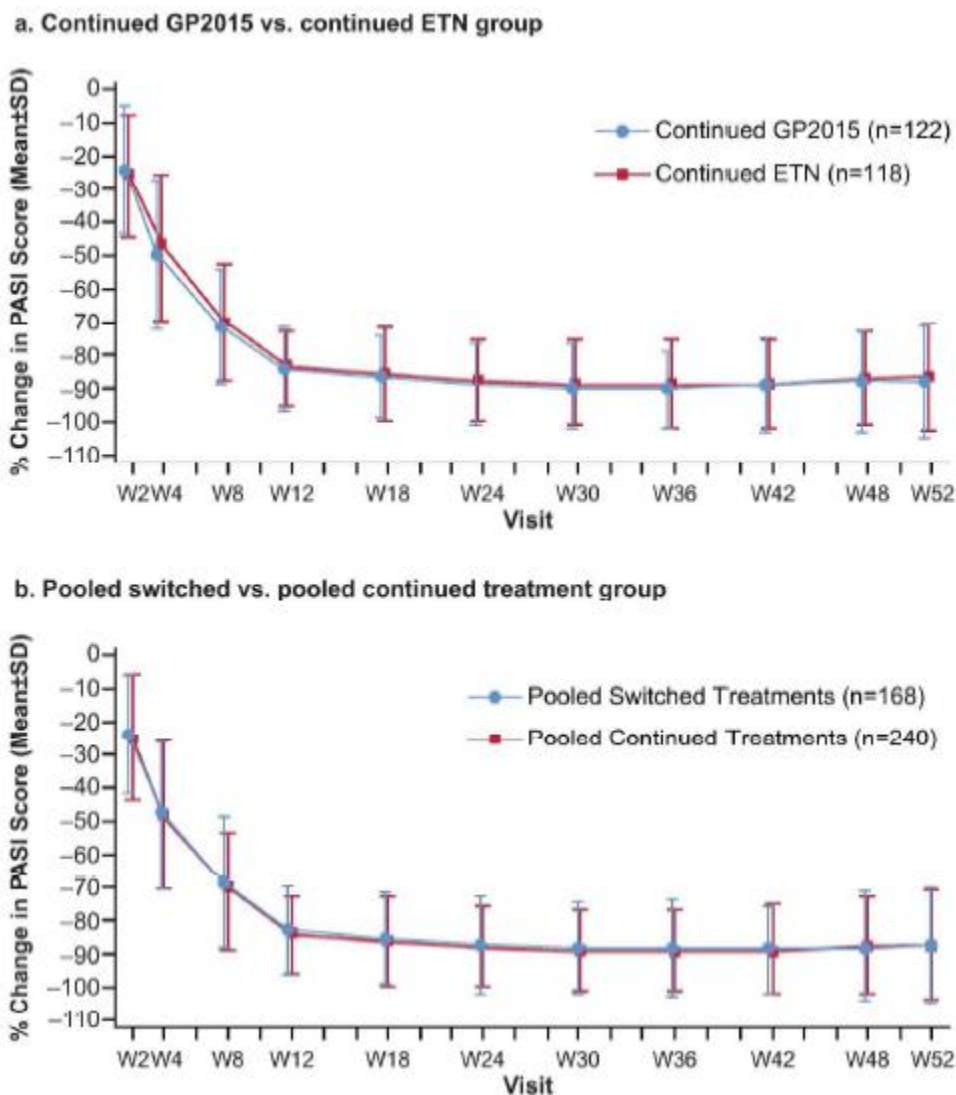 a. Continued GP2015 vs. continued ETN group
% Change in PASI Score (Mean±SD)
0
–10
–20
–30
–40
–50
–60
–70
–80
–90
–100
–110
Continued GP2015 (n=122)
Continued ETN (n=118)
W2 W4 W8 W12 W18 W24 W30 W36 W42 W48 W52
Visit
b. Pooled switched vs. pooled continued treatment group
% Change in PASI Score (Mean±SD)
0
–10
–20
–30
–40
–50
–60
–70
–80
–90
–100
–110
Pooled Switched Treatments (n=168)
Pooled Continued Treatments (n=240)
W2 W4 W8 W12 W18 W24 W30 W36 W42 W48 W52
Visit